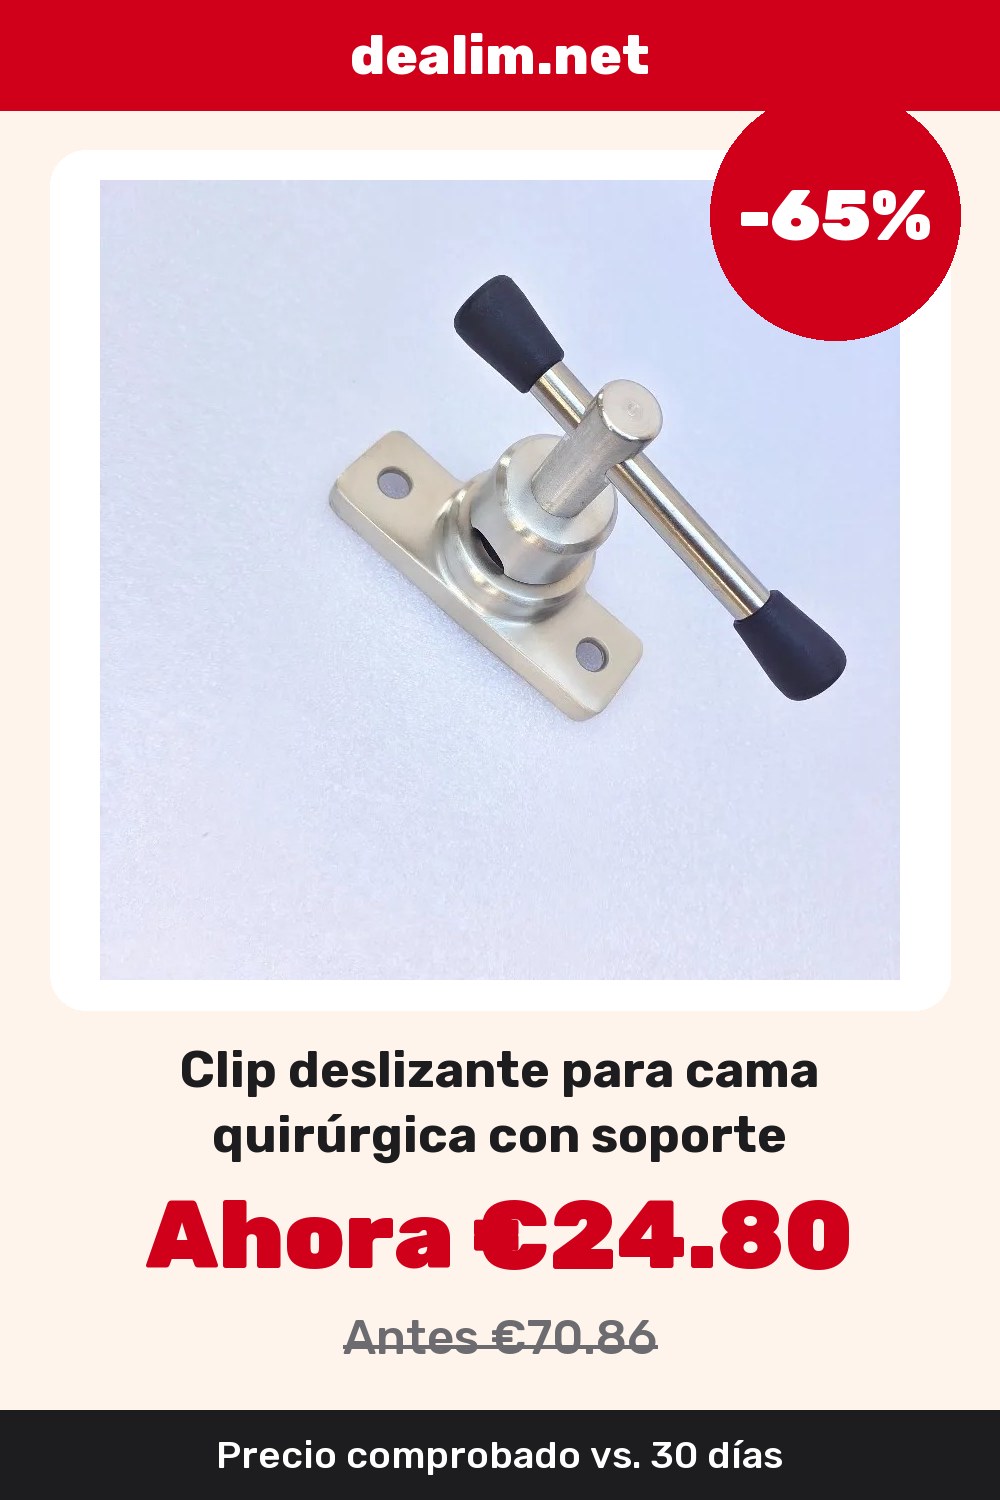 dealim.net
-65%
Clip deslizante para cama
quirúrgica con soporte
Ahora €24.80
Antes €70.86
Precio comprobado vs. 30 días